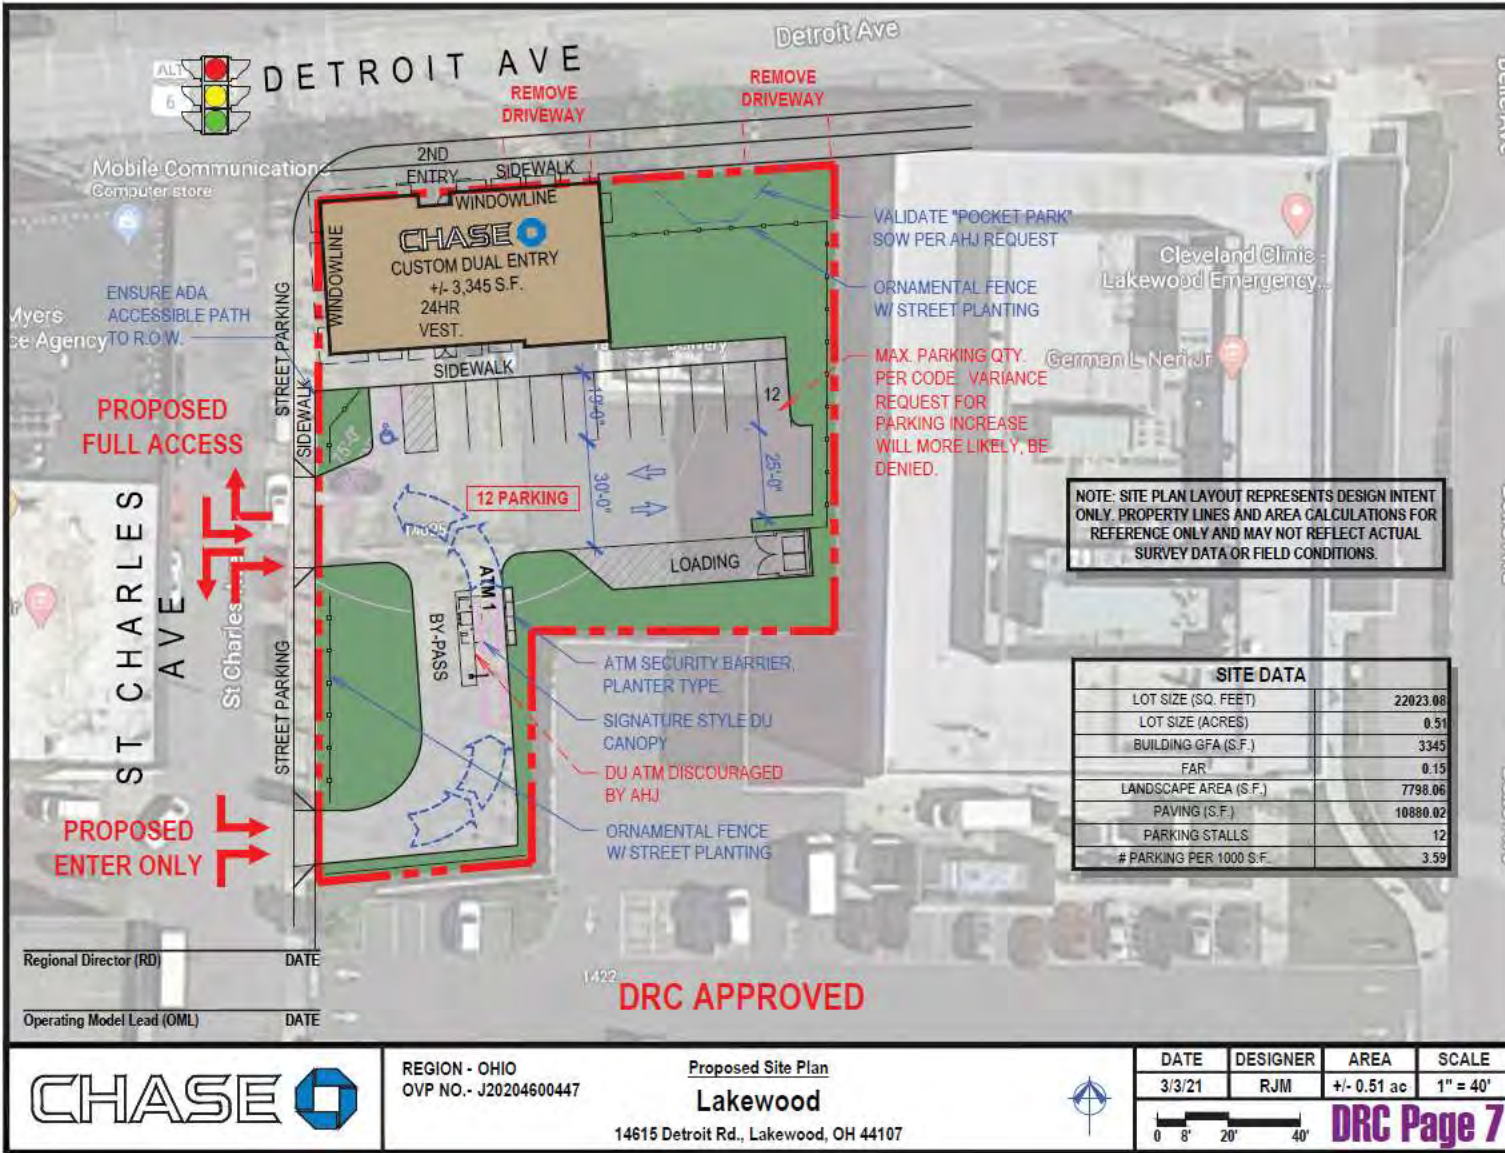 Detroit Ave
DETROIT AVE
ALT
6
REMOVE
DRIVEWAY
REMOVE
DRIVEWAY
Mobile Communications
Computer store
2ND
ENTRY
SIDEWALK
WINDOWLINE
WINDOWLINE
CHASE
CUSTOM DUAL ENTRY
+/- 3,345 S.F.
24HR
VEST.
SIDEWALK
VALIDATE "POCKET PARK"
SOW PER AHJ REQUEST
ORNAMENTAL FENCE
W/ STREET PLANTING
Cleveland Clinic -
Lakewood Emergency...
German L Neri Jr
ENSURE ADA
ACCESSIBLE PATH
TO R.O.W.
Myers
ce Agency
STREET PARKING
SIDEWALK
MAX. PARKING QTY.
PER CODE. VARIANCE
REQUEST FOR
PARKING INCREASE
WILL MORE LIKELY, BE
DENIED.
PROPOSED
FULL ACCESS
12
19'-0"
30'-0"
25'-0"
12 PARKING
ST CHARLES
AVE
St Charles Ave
LOADING
ATM 1
BY-PASS
STREET PARKING
NOTE: SITE PLAN LAYOUT REPRESENTS DESIGN INTENT
ONLY. PROPERTY LINES AND AREA CALCULATIONS FOR
REFERENCE ONLY AND MAY NOT REFLECT ACTUAL
SURVEY DATA OR FIELD CONDITIONS.
ATM SECURITY BARRIER,
PLANTER TYPE.
SIGNATURE STYLE DU
CANOPY
DU ATM DISCOURAGED
BY AHJ
ORNAMENTAL FENCE
W/ STREET PLANTING
PROPOSED
ENTER ONLY
SITE DATA
LOT SIZE (SQ. FEET) 22023.08
LOT SIZE (ACRES) 0.51
BUILDING GFA (S.F.) 3345
FAR 0.15
LANDSCAPE AREA (S.F.) 7798.06
PAVING (S.F.) 10880.02
PARKING STALLS 12
# PARKING PER 1000 S.F. 3.59
Regional Director (RD) DATE
Operating Model Lead (OML) DATE
1422
DRC APPROVED
CHASE
REGION - OHIO
OVP NO.- J20204600447
Proposed Site Plan
Lakewood
14615 Detroit Rd., Lakewood, OH 44107
DATE DESIGNER AREA SCALE
3/3/21 RJM +/- 0.51 ac 1" = 40'
0 8' 20' 40'
DRC Page 7